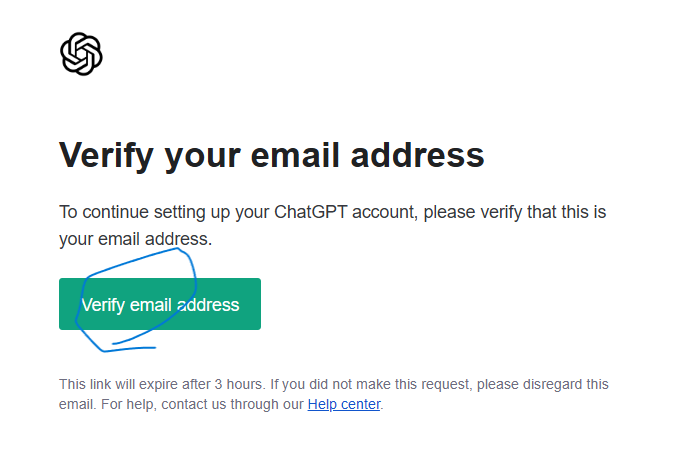 Verify your email address
To continue setting up your ChatGPT account, please verify that this is
your email address.
Verify email address
This link will expire after 3 hours. If you did not make this request, please disregard this
email. For help, contact us through our Help center.